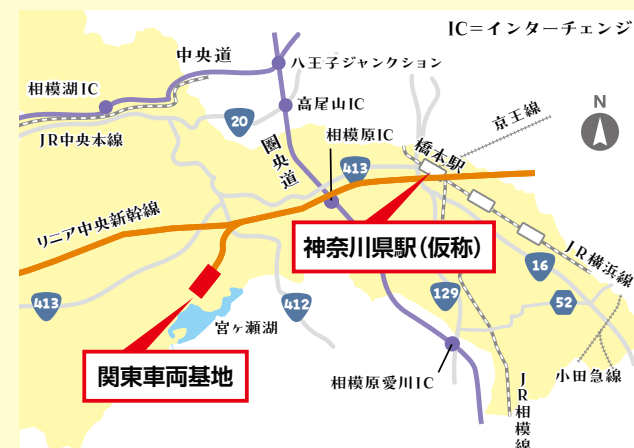 IC＝インターチェンジ
中央道
八王子ジャンクション
相模湖IC
高尾山IC
N
JR中央本線
20
相模原IC
京王線
圏央道
413
橋本駅
リニア中央新幹線
神奈川県駅（仮称）
JR横浜線
16
413
412
129
52
宮ヶ瀬湖
関東車両基地
相模原愛川IC
小田急線
JR相模線